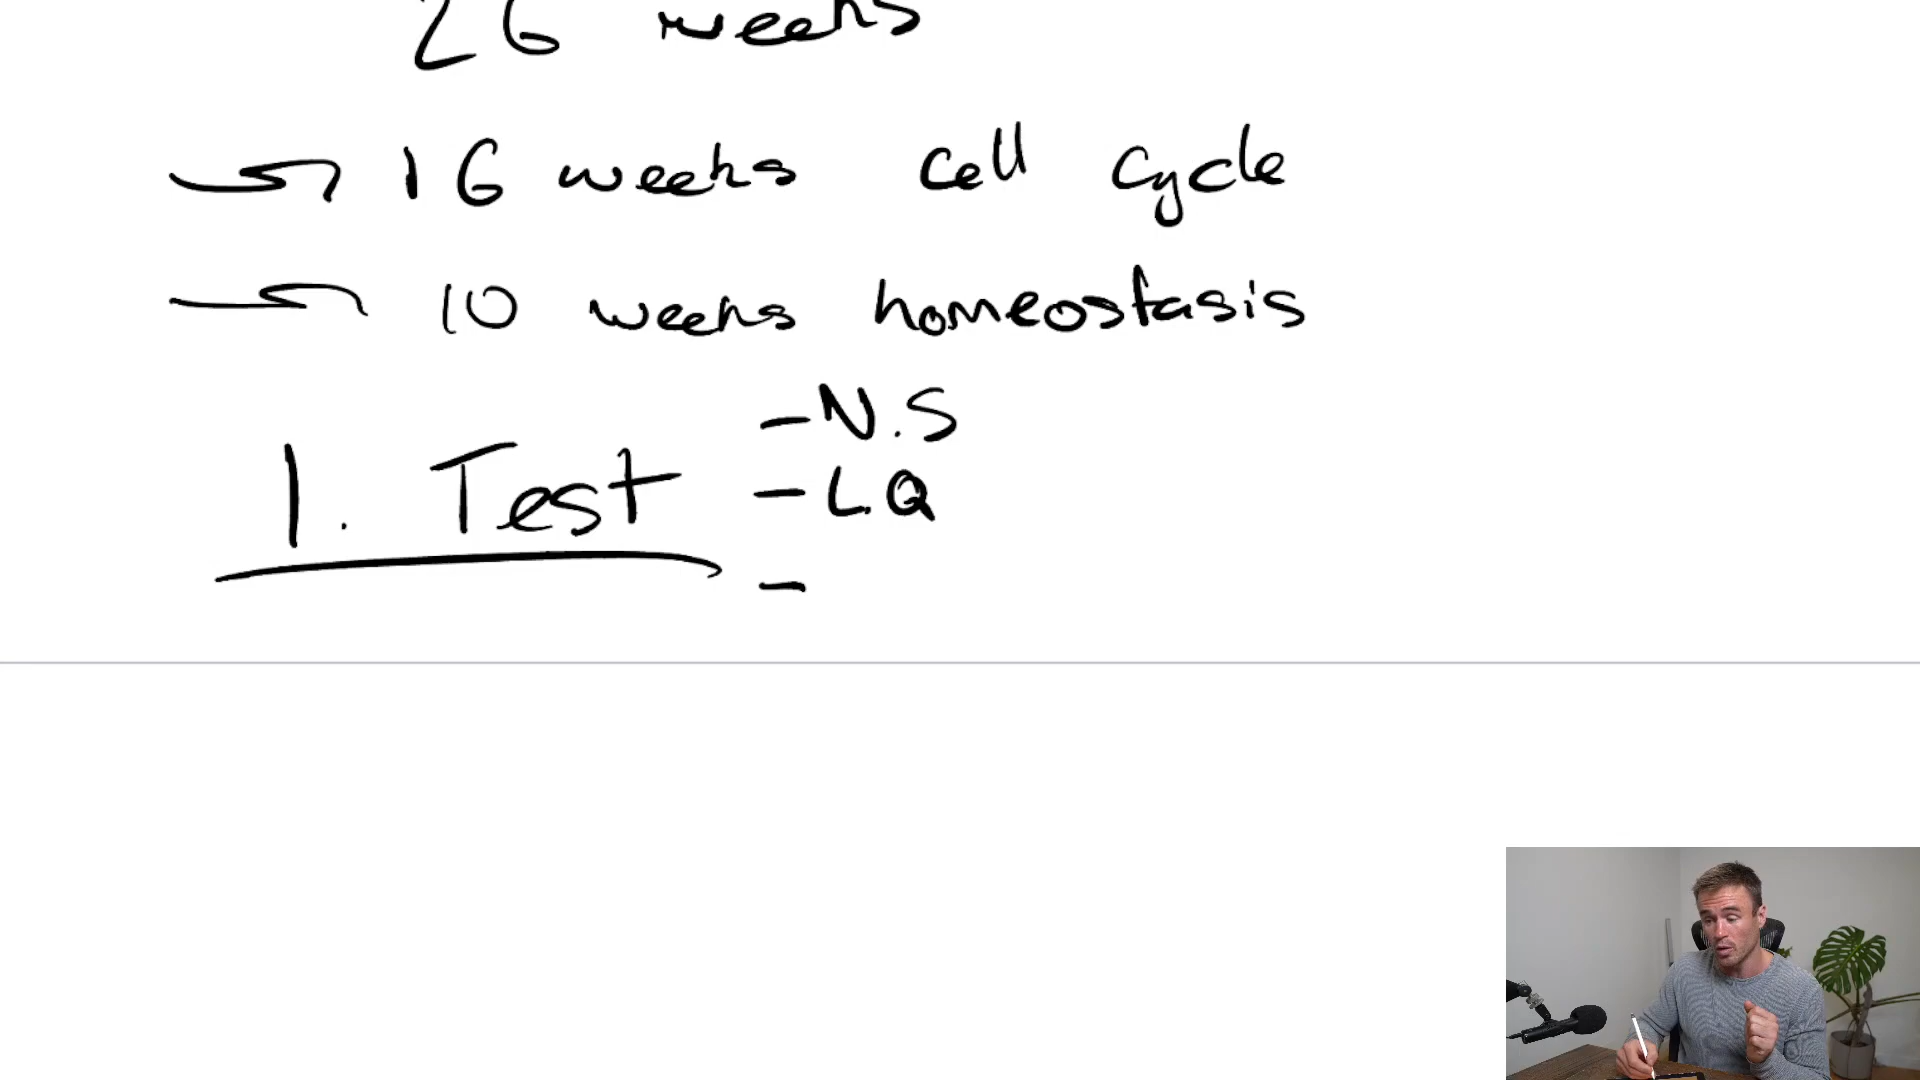 26 weeks
16 weeks cell cycle
10 weeks homeostasis
- N.S
1. Test - L.Q
-